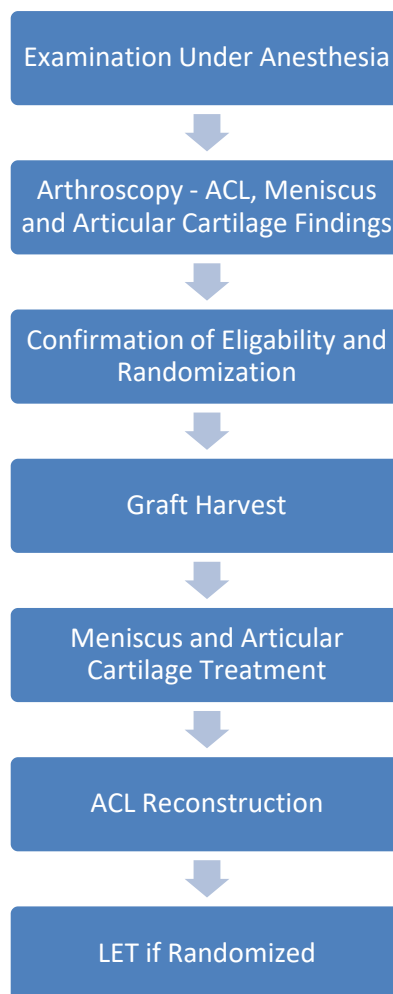 Examination Under Anesthesia
Arthroscopy - ACL, Meniscus
and Articular Cartilage Findings
Confirmation of Eligability and
Randomization
Graft Harvest
Meniscus and Articular
Cartilage Treatment
ACL Reconstruction
LET if Randomized